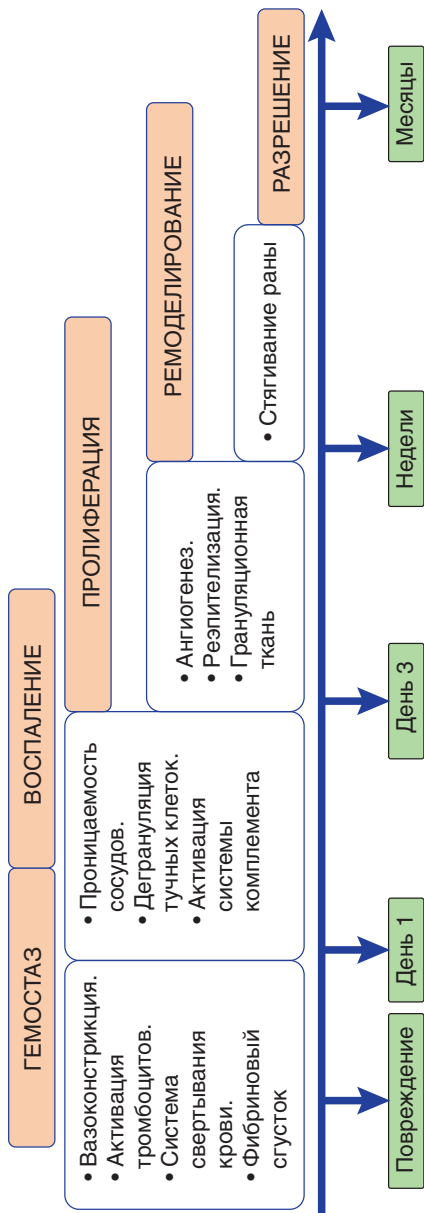 ГЕМОСТАЗ
ВОСПАЛЕНИЕ
ПРОЛИФЕРАЦИЯ
РЕМОДЕЛИРОВАНИЕ
РАЗРЕШЕНИЕ
• Вазоконстрикция.
• Активация
тромбоцитов.
• Система
свертывания
крови.
• Фибриновый
сгусток
• Проницаемость
сосудов.
• Дегрануляция
тучных клеток.
• Активация
системы
комплемента
• Ангиогенез.
• Реэпителизация.
• Грануляционная
ткань
• Стягивание раны
Повреждение
День 1
День 3
Недели
Месяцы